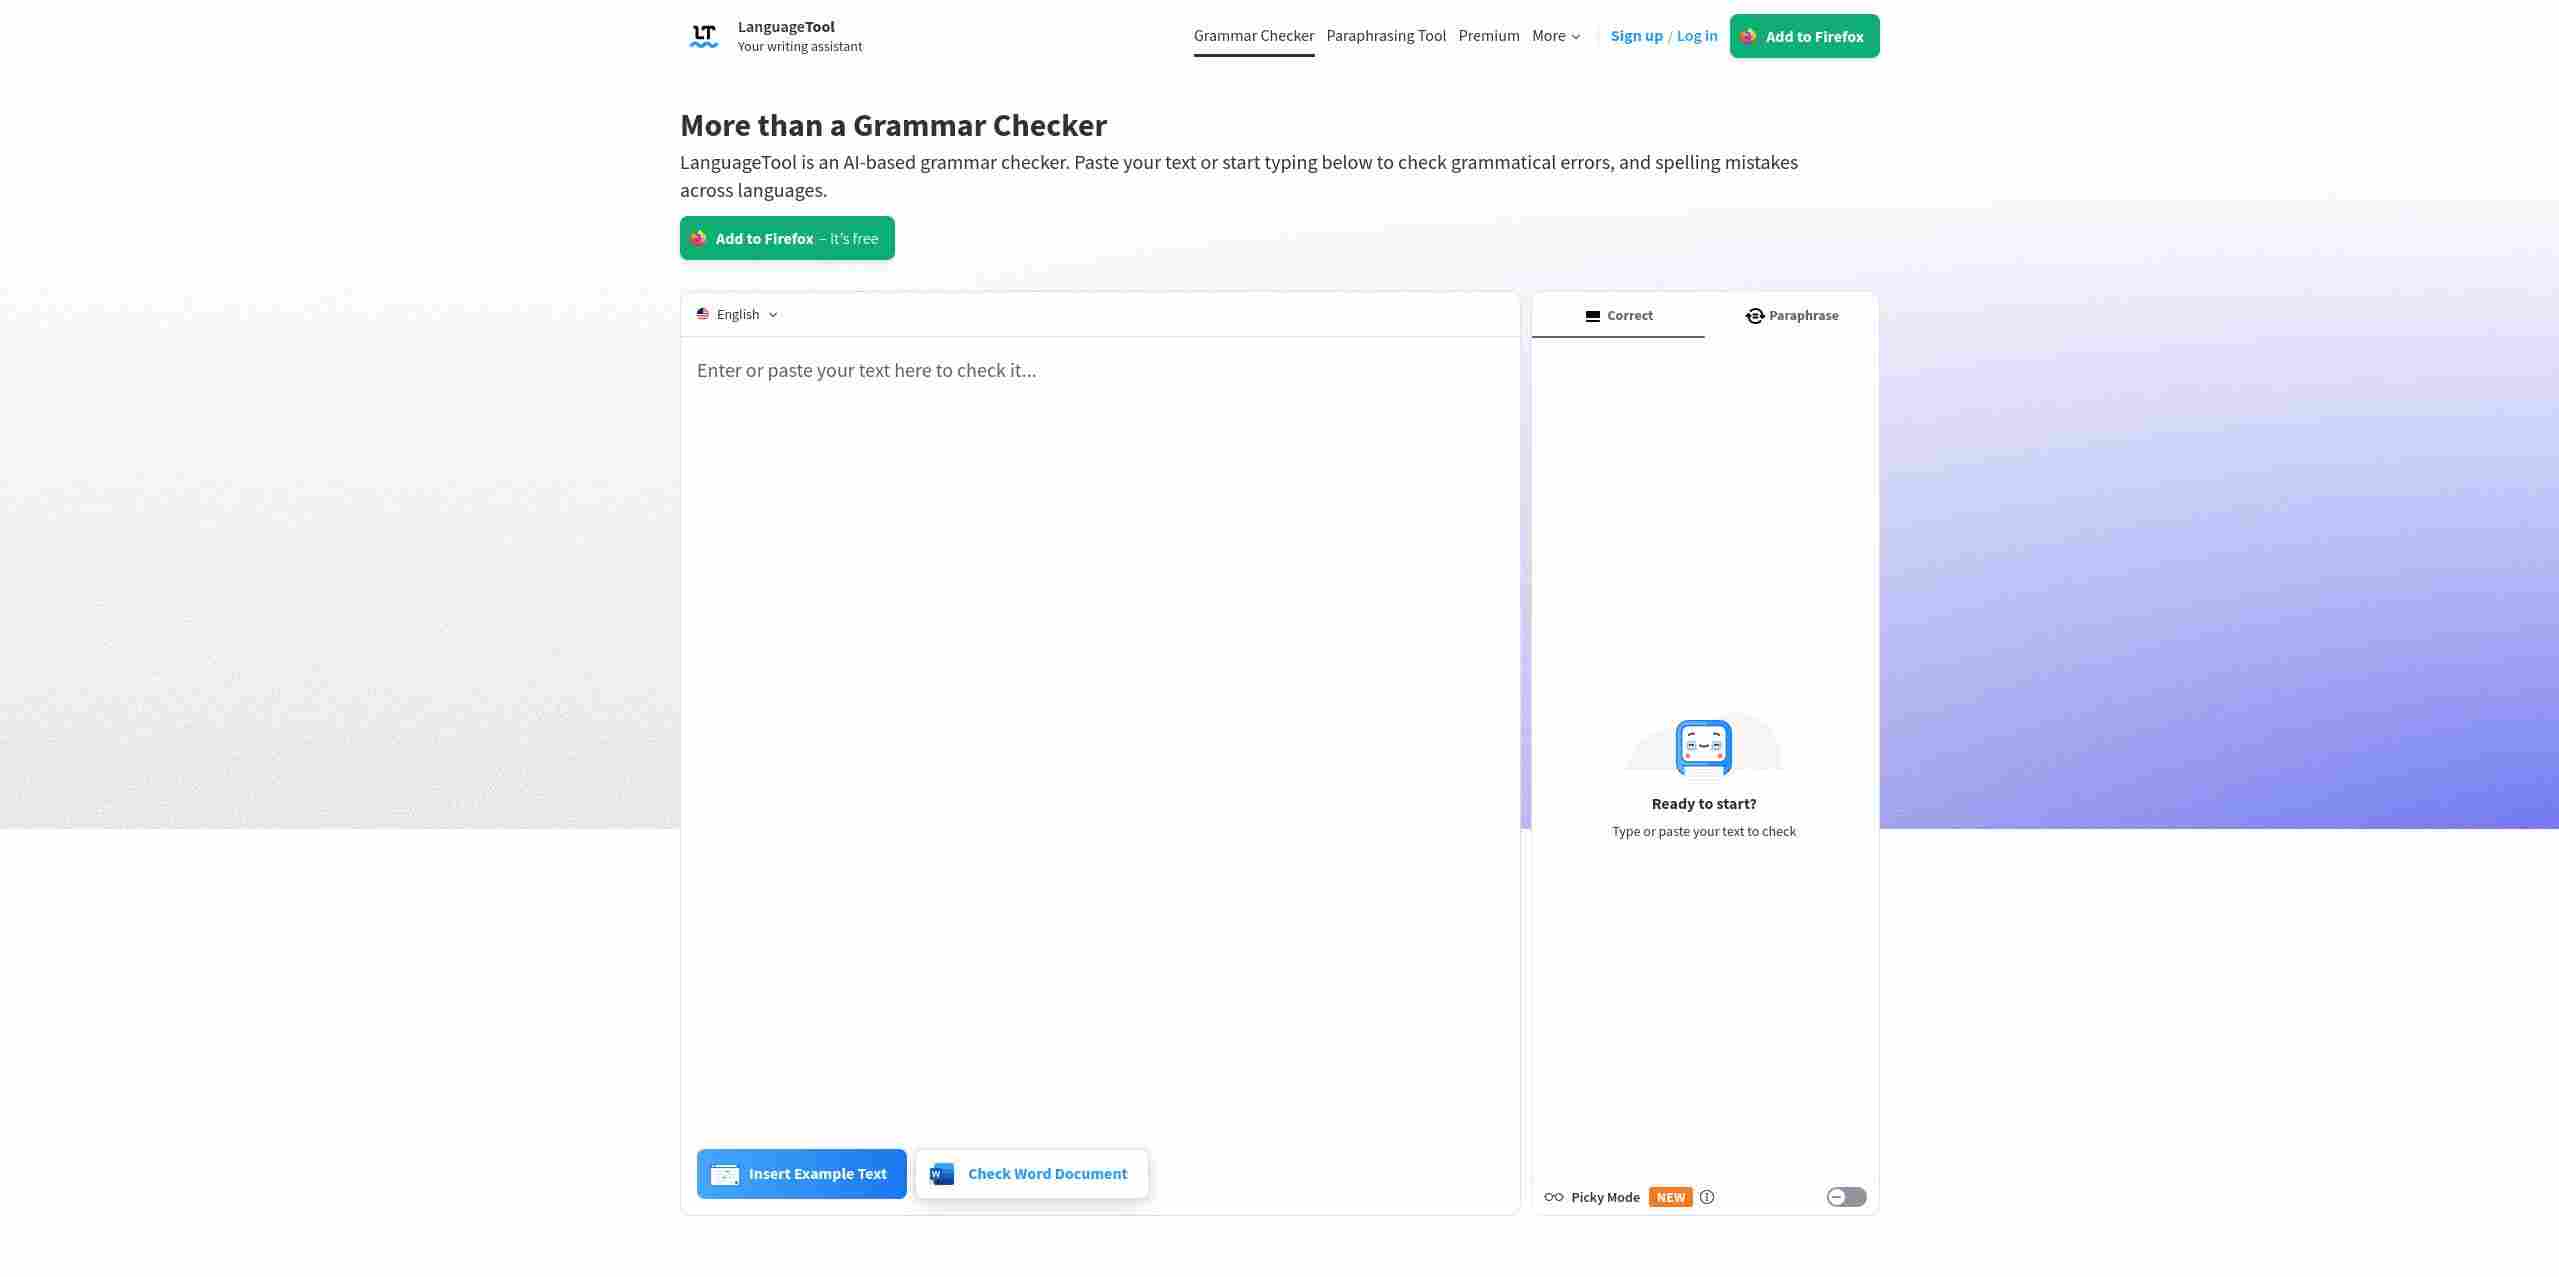 LanguageTool
Your writing assistant
Grammar Checker
Paraphrasing Tool
Premium
More
Sign up / Log in
Add to Firefox
More than a Grammar Checker
LanguageTool is an AI-based grammar checker. Paste your text or start typing below to check grammatical errors, and spelling mistakes
across languages.
Add to Firefox – It's free
English
Correct
Paraphrase
Enter or paste your text here to check it...
Ready to start?
Type or paste your text to check
Insert Example Text
Check Word Document
Picky Mode NEW